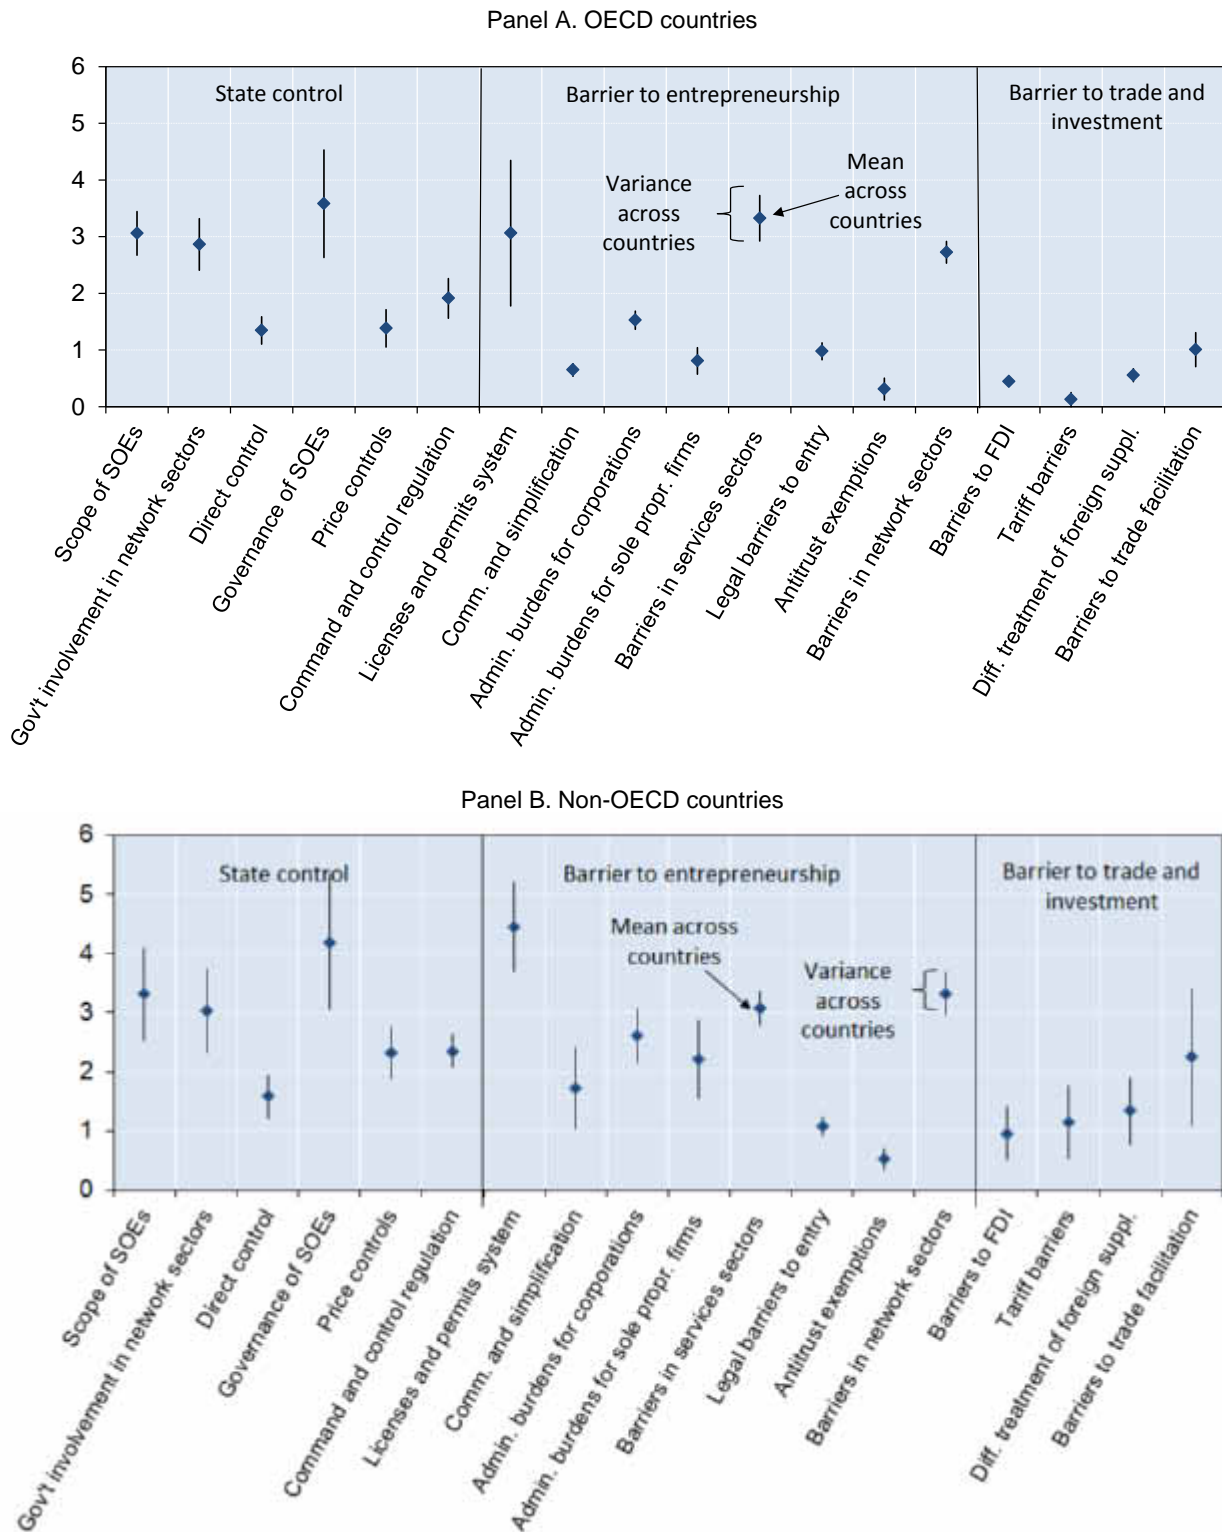 Panel A. OECD countries
6
5
4
3
2
1
0
State control
Barrier to entrepreneurship
Barrier to trade and
investment
Variance
across
countries
Mean
across
countries
Scope of SOEs
Gov't involvement in network sectors
Direct control
Governance of SOEs
Price controls
Command and control regulation
Licenses and permits system
Comm. and simplification
Admin. burdens for corporations
Admin. burdens for sole propr. firms
Barriers in services sectors
Legal barriers to entry
Antitrust exemptions
Barriers in network sectors
Barriers to FDI
Tariff barriers
Diff. treatment of foreign suppl.
Barriers to trade facilitation
Panel B. Non-OECD countries
6
5
4
3
2
1
0
State control
Barrier to entrepreneurship
Barrier to trade and
investment
Mean across
countries
Variance
across
countries
Scope of SOEs
Gov't involvement in network sectors
Direct control
Governance of SOEs
Price controls
Command and control regulation
Licenses and permits system
Comm. and simplification
Admin. burdens for corporations
Admin. burdens for sole propr. firms
Barriers in services sectors
Legal barriers to entry
Antitrust exemptions
Barriers in network sectors
Barriers to FDI
Tariff barriers
Diff. treatment of foreign suppl.
Barriers to trade facilitation